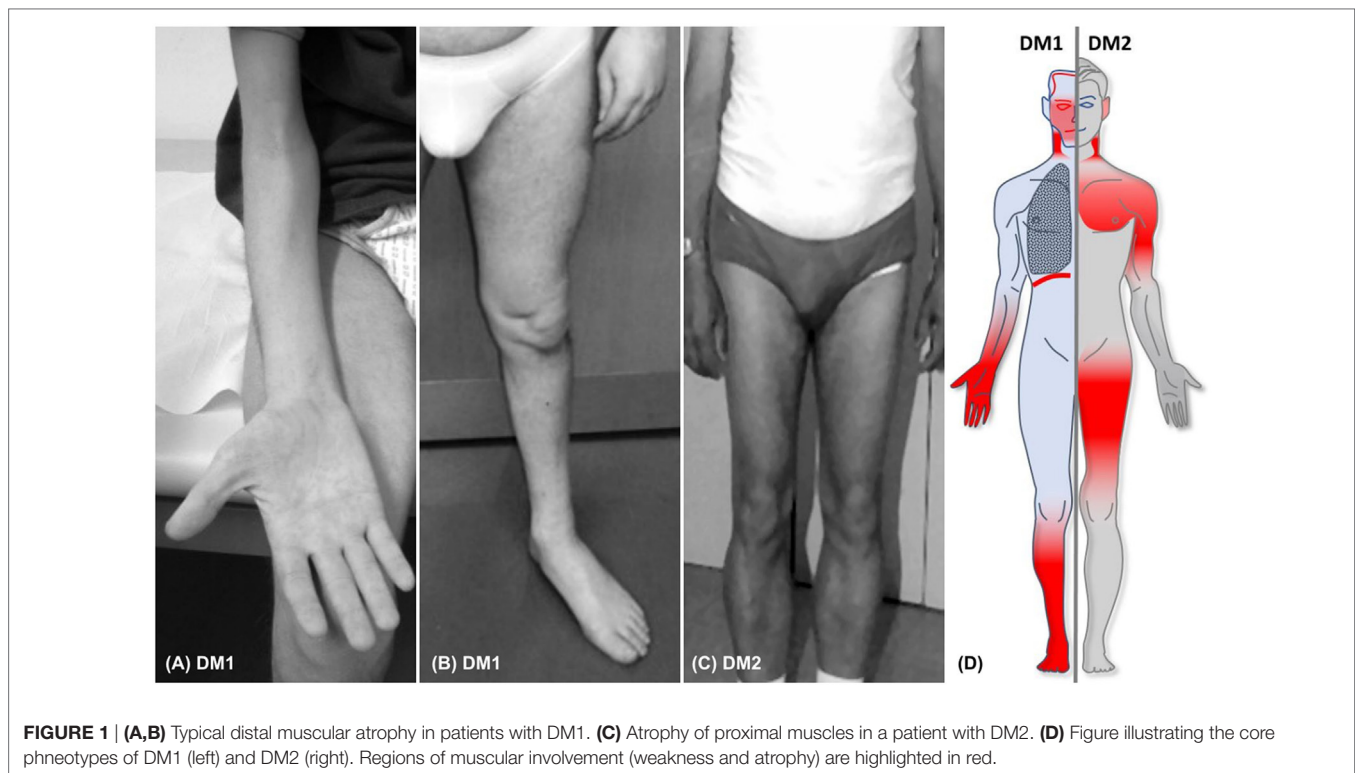 DM1 DM2
(A) DM1
(B) DM1
(C) DM2
(D)
FIGURE 1 | (A,B) Typical distal muscular atrophy in patients with DM1. (C) Atrophy of proximal muscles in a patient with DM2. (D) Figure illustrating the core
phneotypes of DM1 (left) and DM2 (right). Regions of muscular involvement (weakness and atrophy) are highlighted in red.